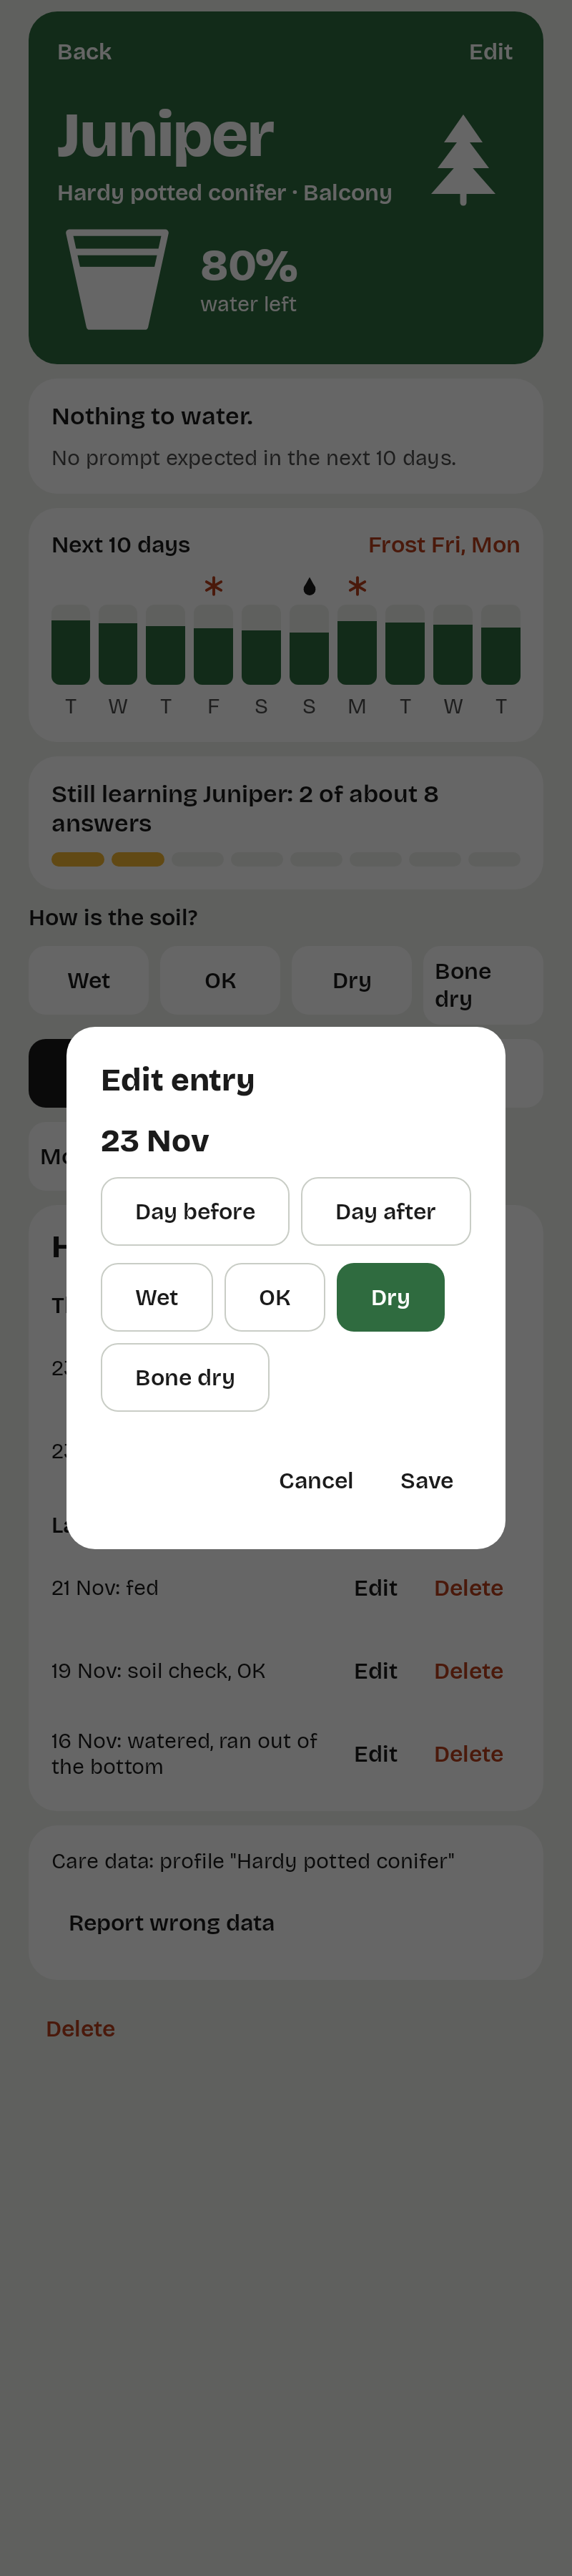 Back
Edit
Juniper
Hardy potted conifer · Balcony
80%
water left
Nothing to water.
No prompt expected in the next 10 days.
Next 10 days
Frost Fri, Mon
T W T F S S M T W T
Still learning Juniper: 2 of about 8
answers
How is the soil?
Wet
OK
Dry
Bone
dry
Edit entry
23 Nov
Day before
Day after
Wet
OK
Dry
Bone dry
Cancel
Save
21 Nov: fed
Edit
Delete
19 Nov: soil check, OK
Edit
Delete
16 Nov: watered, ran out of
the bottom
Edit
Delete
Care data: profile "Hardy potted conifer"
Report wrong data
Delete